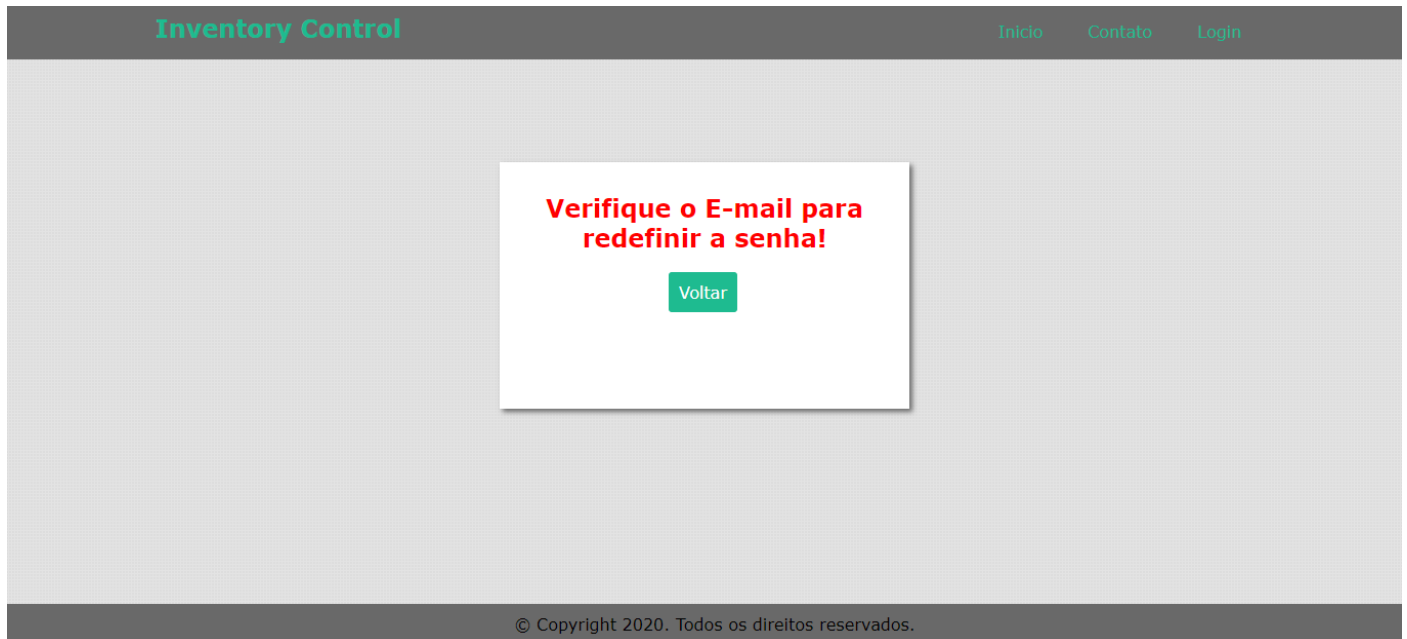 Inventory Control
Inicio Contato Login
Verifique o E-mail para
redefinir a senha!
Voltar
© Copyright 2020. Todos os direitos reservados.